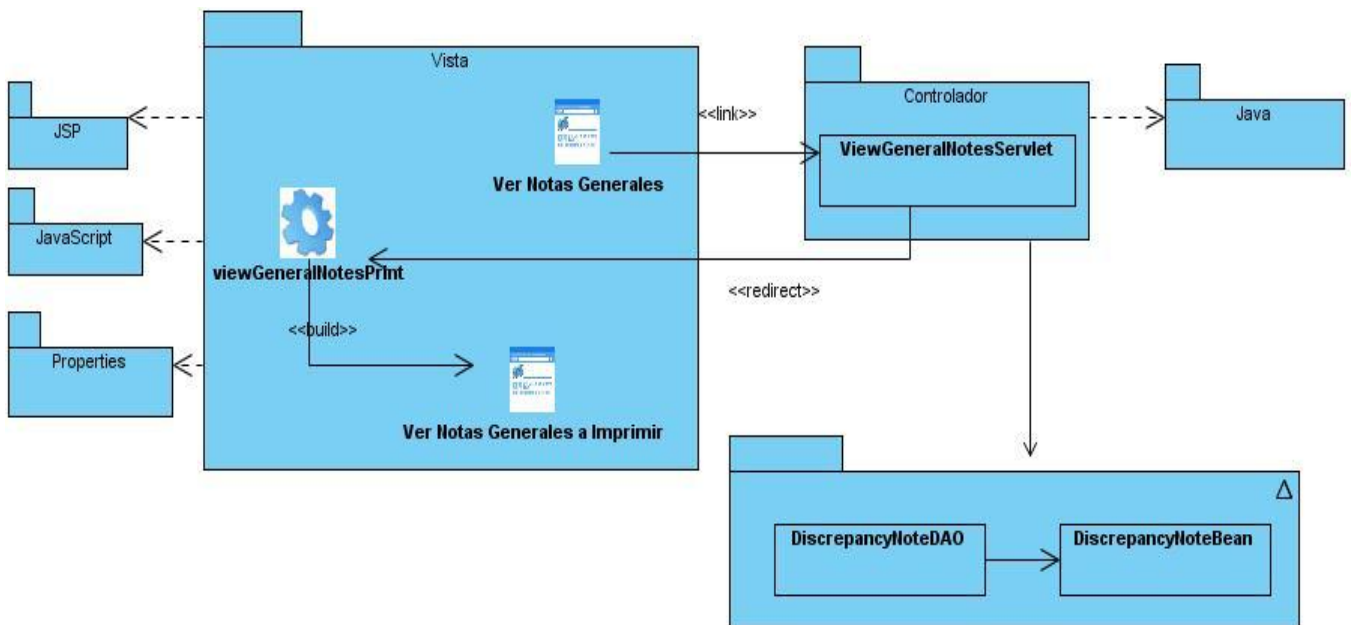 Vista
Controlador
Java
JSP
<<link>>
ViewGeneralNotesServlet
Ver Notas Generales
JavaScript
viewGeneralNotesPrint
<<redirect>>
<<build>>
Properties
Ver Notas Generales a Imprimir
DiscrepancyNoteDAO
DiscrepancyNoteBean